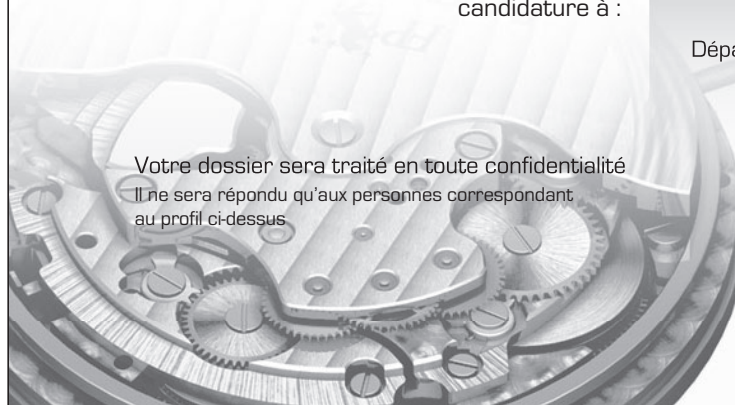 candidature à :
Dépa
Votre dossier sera traité en toute confidentialité
Il ne sera répondu qu'aux personnes correspondant
au profil ci-dessus